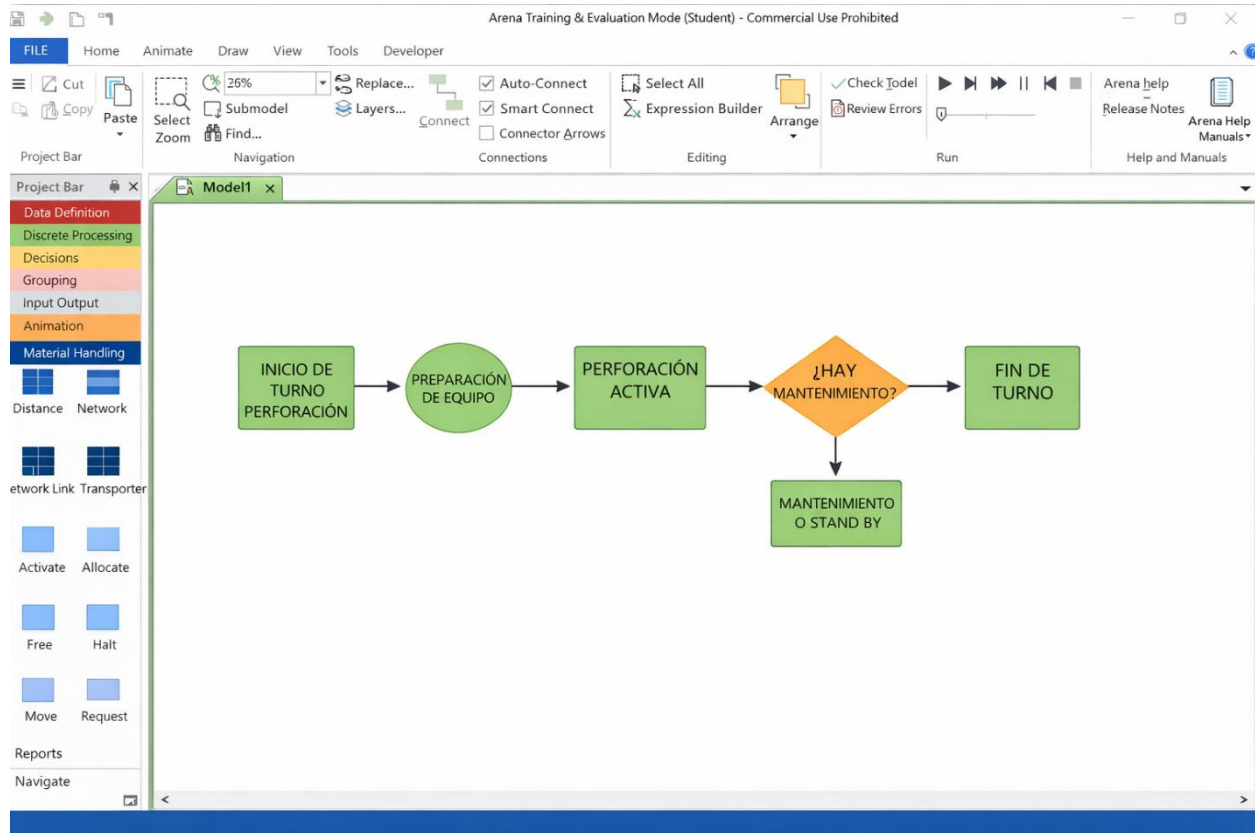 Arena Training & Evaluation Mode (Student) - Commercial Use Prohibited
FILE Home Animate Draw View Tools Developer
Cut
Copy
Paste
Project Bar
Select
Zoom
26%
Submodel
Find...
Replace...
Layers...
Navigation
Connect
Auto-Connect
Smart Connect
Connector Arrows
Connections
Select All
Expression Builder
Arrange
Editing
Check Todel
Review Errors
Run
Arena help
Release Notes
Arena Help
Manuals
Help and Manuals
Project Bar
Model1
Data Definition
Discrete Processing
Decisions
Grouping
Input Output
Animation
Material Handling
Distance Network
etwork Link Transporter
Activate Allocate
Free Halt
Move Request
Reports
Navigate
INICIO DE
TURNO
PERFORACIÓN
PREPARACIÓN
DE EQUIPO
PERFORACIÓN
ACTIVA
¿HAY
MANTENIMIENTO?
FIN DE
TURNO
MANTENIMIENTO
O STAND BY